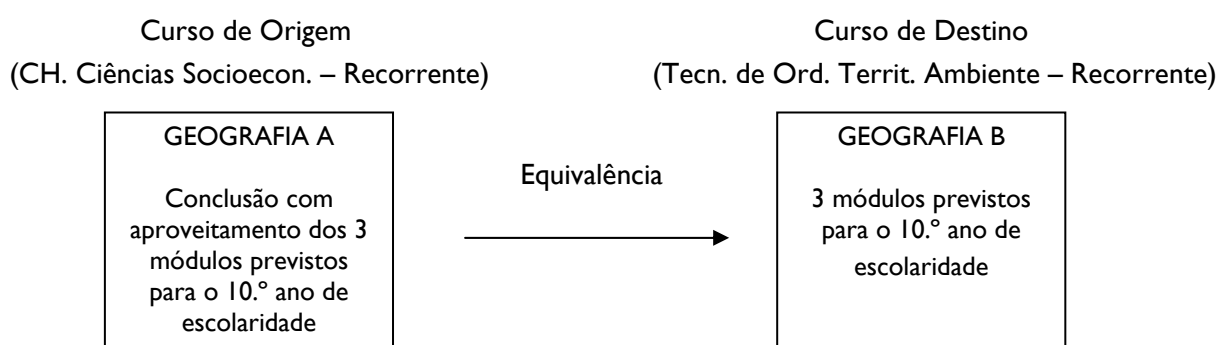 Curso de Origem
(CH. Ciências Socioecon. – Recorrente)
Curso de Destino
(Tecn. de Ord. Territ. Ambiente – Recorrente)
GEOGRAFIA A
Conclusão com
aproveitamento dos 3
módulos previstos
para o 10.º ano de
escolaridade
Equivalência
GEOGRAFIA B
3 módulos previstos
para o 10.º ano de
escolaridade